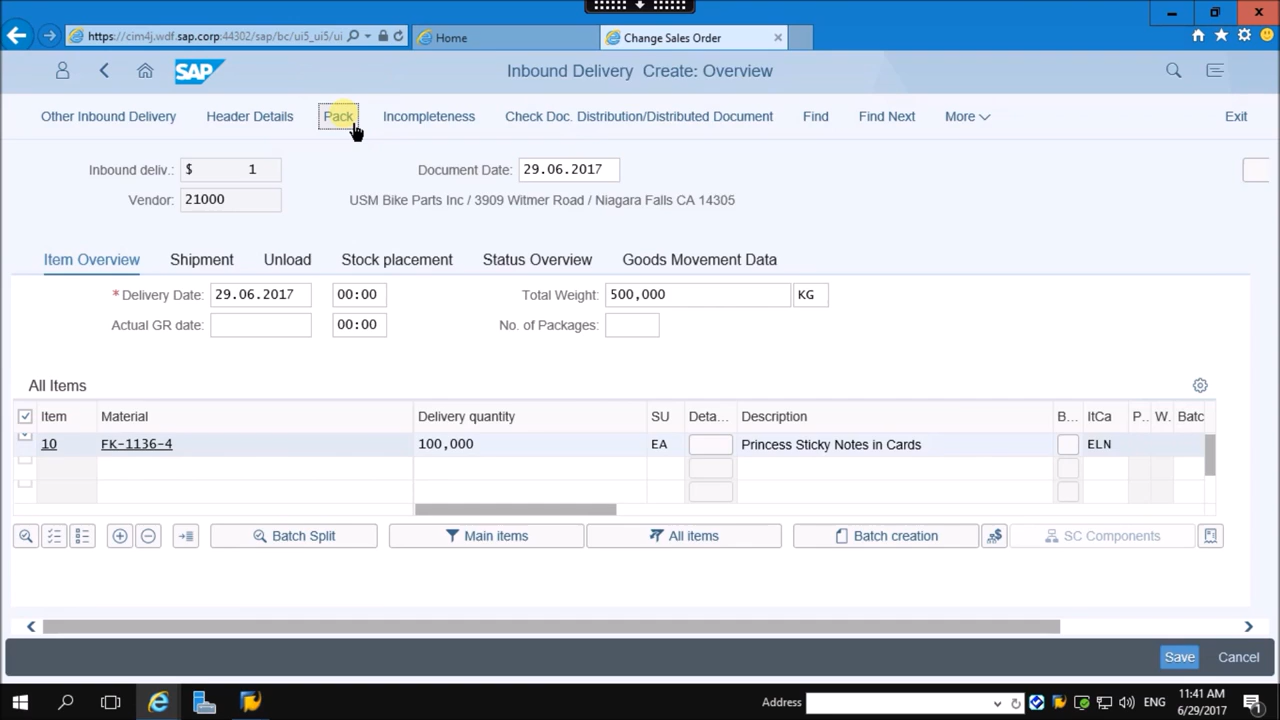 https://cim4j.wdf.sap.corp:44302/sap/bc/ui5_ui5/ui
Home
Change Sales Order
SAP
Inbound Delivery Create: Overview
Other Inbound Delivery Header Details Pack Incompleteness Check Doc. Distribution/Distributed Document Find Find Next More Exit
Inbound deliv.: $ 1 Document Date: 29.06.2017
Vendor: 21000 USM Bike Parts Inc / 3909 Witmer Road / Niagara Falls CA 14305
Item Overview Shipment Unload Stock placement Status Overview Goods Movement Data
* Delivery Date: 29.06.2017 00:00 Total Weight: 500,000 KG
Actual GR date: 00:00 No. of Packages:
All Items
Item Material Delivery quantity SU Deta... Description B... ItCa P.. W. Batc
10 FK-1136-4 100,000 EA Princess Sticky Notes in Cards ELN
Batch Split Main items All items Batch creation SC Components
Save Cancel
Address ENG 11:41 AM
6/29/2017 1